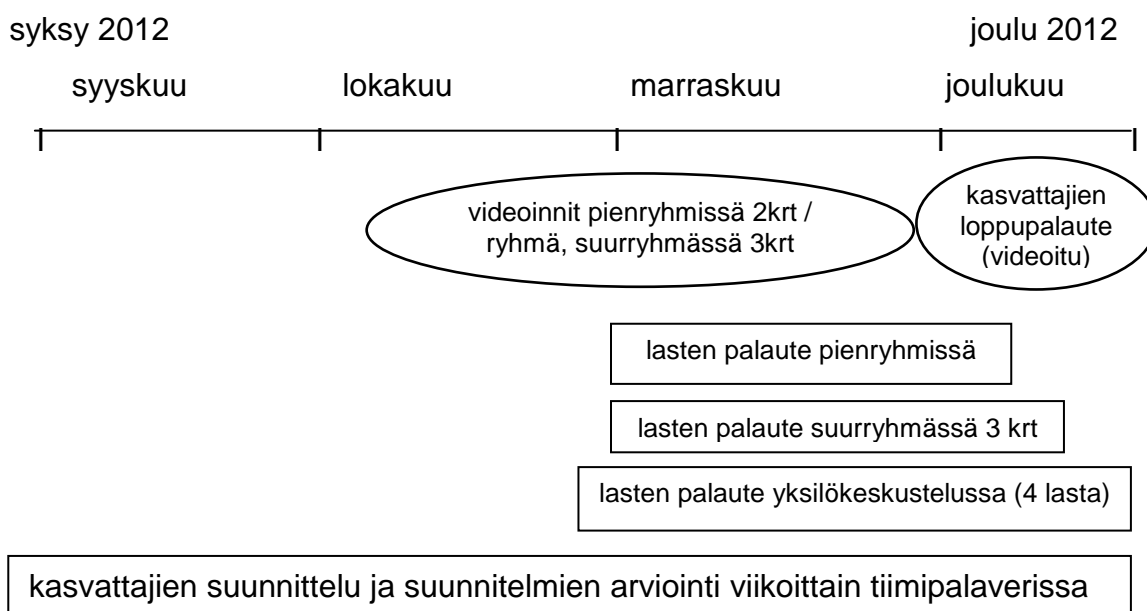 syksy 2012
joulu 2012
syyskuu
lokakuu
marraskuu
joulukuu
videoinnit pienryhmissä 2krt /
ryhmä, suurryhmässä 3krt
kasvattajien
loppupalaute
(videoitu)
lasten palaute pienryhmissä
lasten palaute suurryhmässä 3 krt
lasten palaute yksilökeskustelussa (4 lasta)
kasvattajien suunnittelu ja suunnitelmien arviointi viikoittain tiimipalaverissa